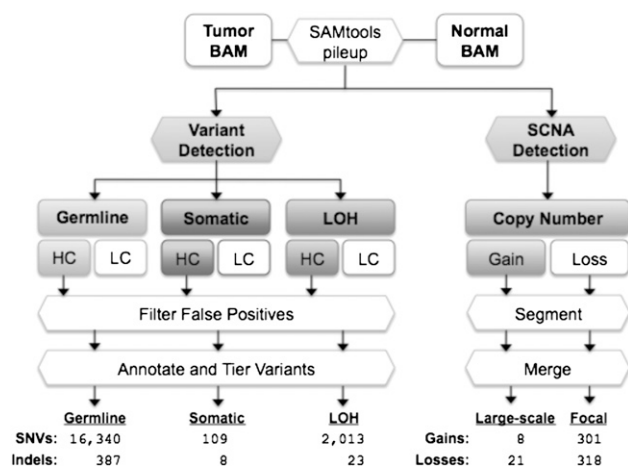 Tumor BAM
SAMtools pileup
Normal BAM
Variant Detection
SCNA Detection
Germline
Somatic
LOH
Copy Number
HC LC
HC LC
HC LC
Gain Loss
Filter False Positives
Segment
Annotate and Tier Variants
Merge
Germline Somatic LOH Large-scale Focal
SNVs: 16,340 109 2,013 Gains: 8 301
Indels: 387 8 23 Losses: 21 318